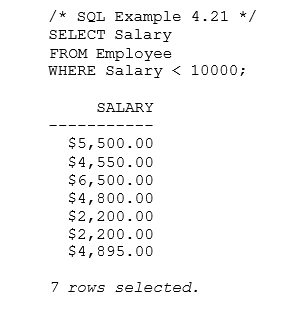 /* SQL Example 4.21 */
SELECT Salary
FROM Employee
WHERE Salary < 10000;
SALARY
-----------
$5,500.00
$4,550.00
$6,500.00
$4,800.00
$2,200.00
$2,200.00
$4,895.00
7 rows selected.